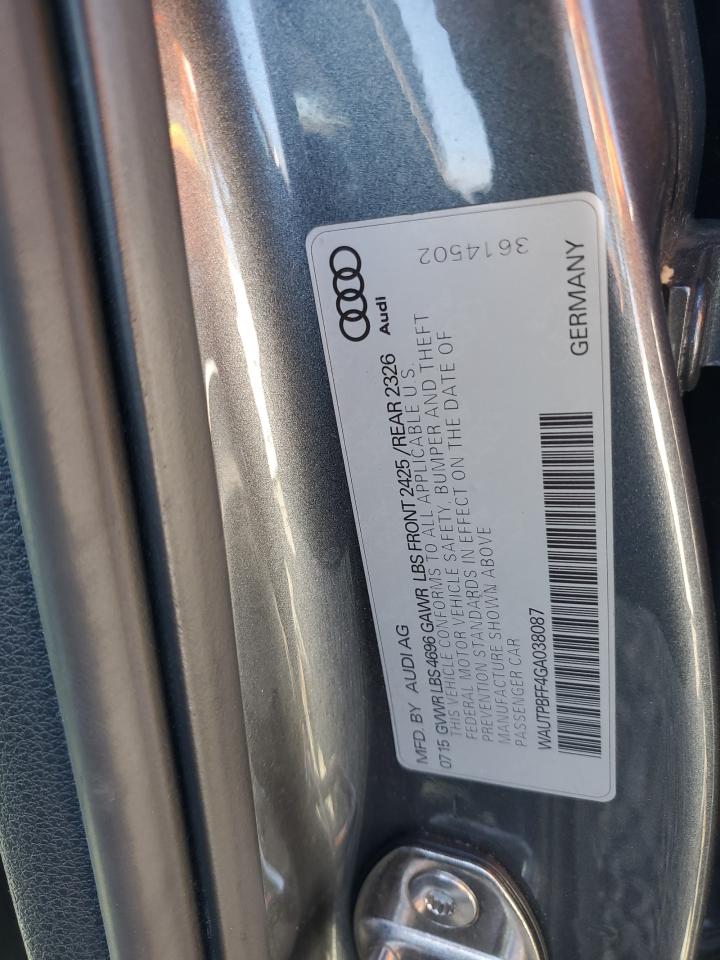 Audi
3614502
MFD. BY AUDI AG
0715 GVWR LBS 4696 GAWR LBS FRONT 2425 / REAR 2326
THIS VEHICLE CONFORMS TO ALL APPLICABLE U.S.
FEDERAL MOTOR VEHICLE SAFETY, BUMPER AND THEFT
PREVENTION STANDARDS IN EFFECT ON THE DATE OF
MANUFACTURE SHOWN ABOVE
PASSENGER CAR
WAUTPBFF4GA038087
GERMANY